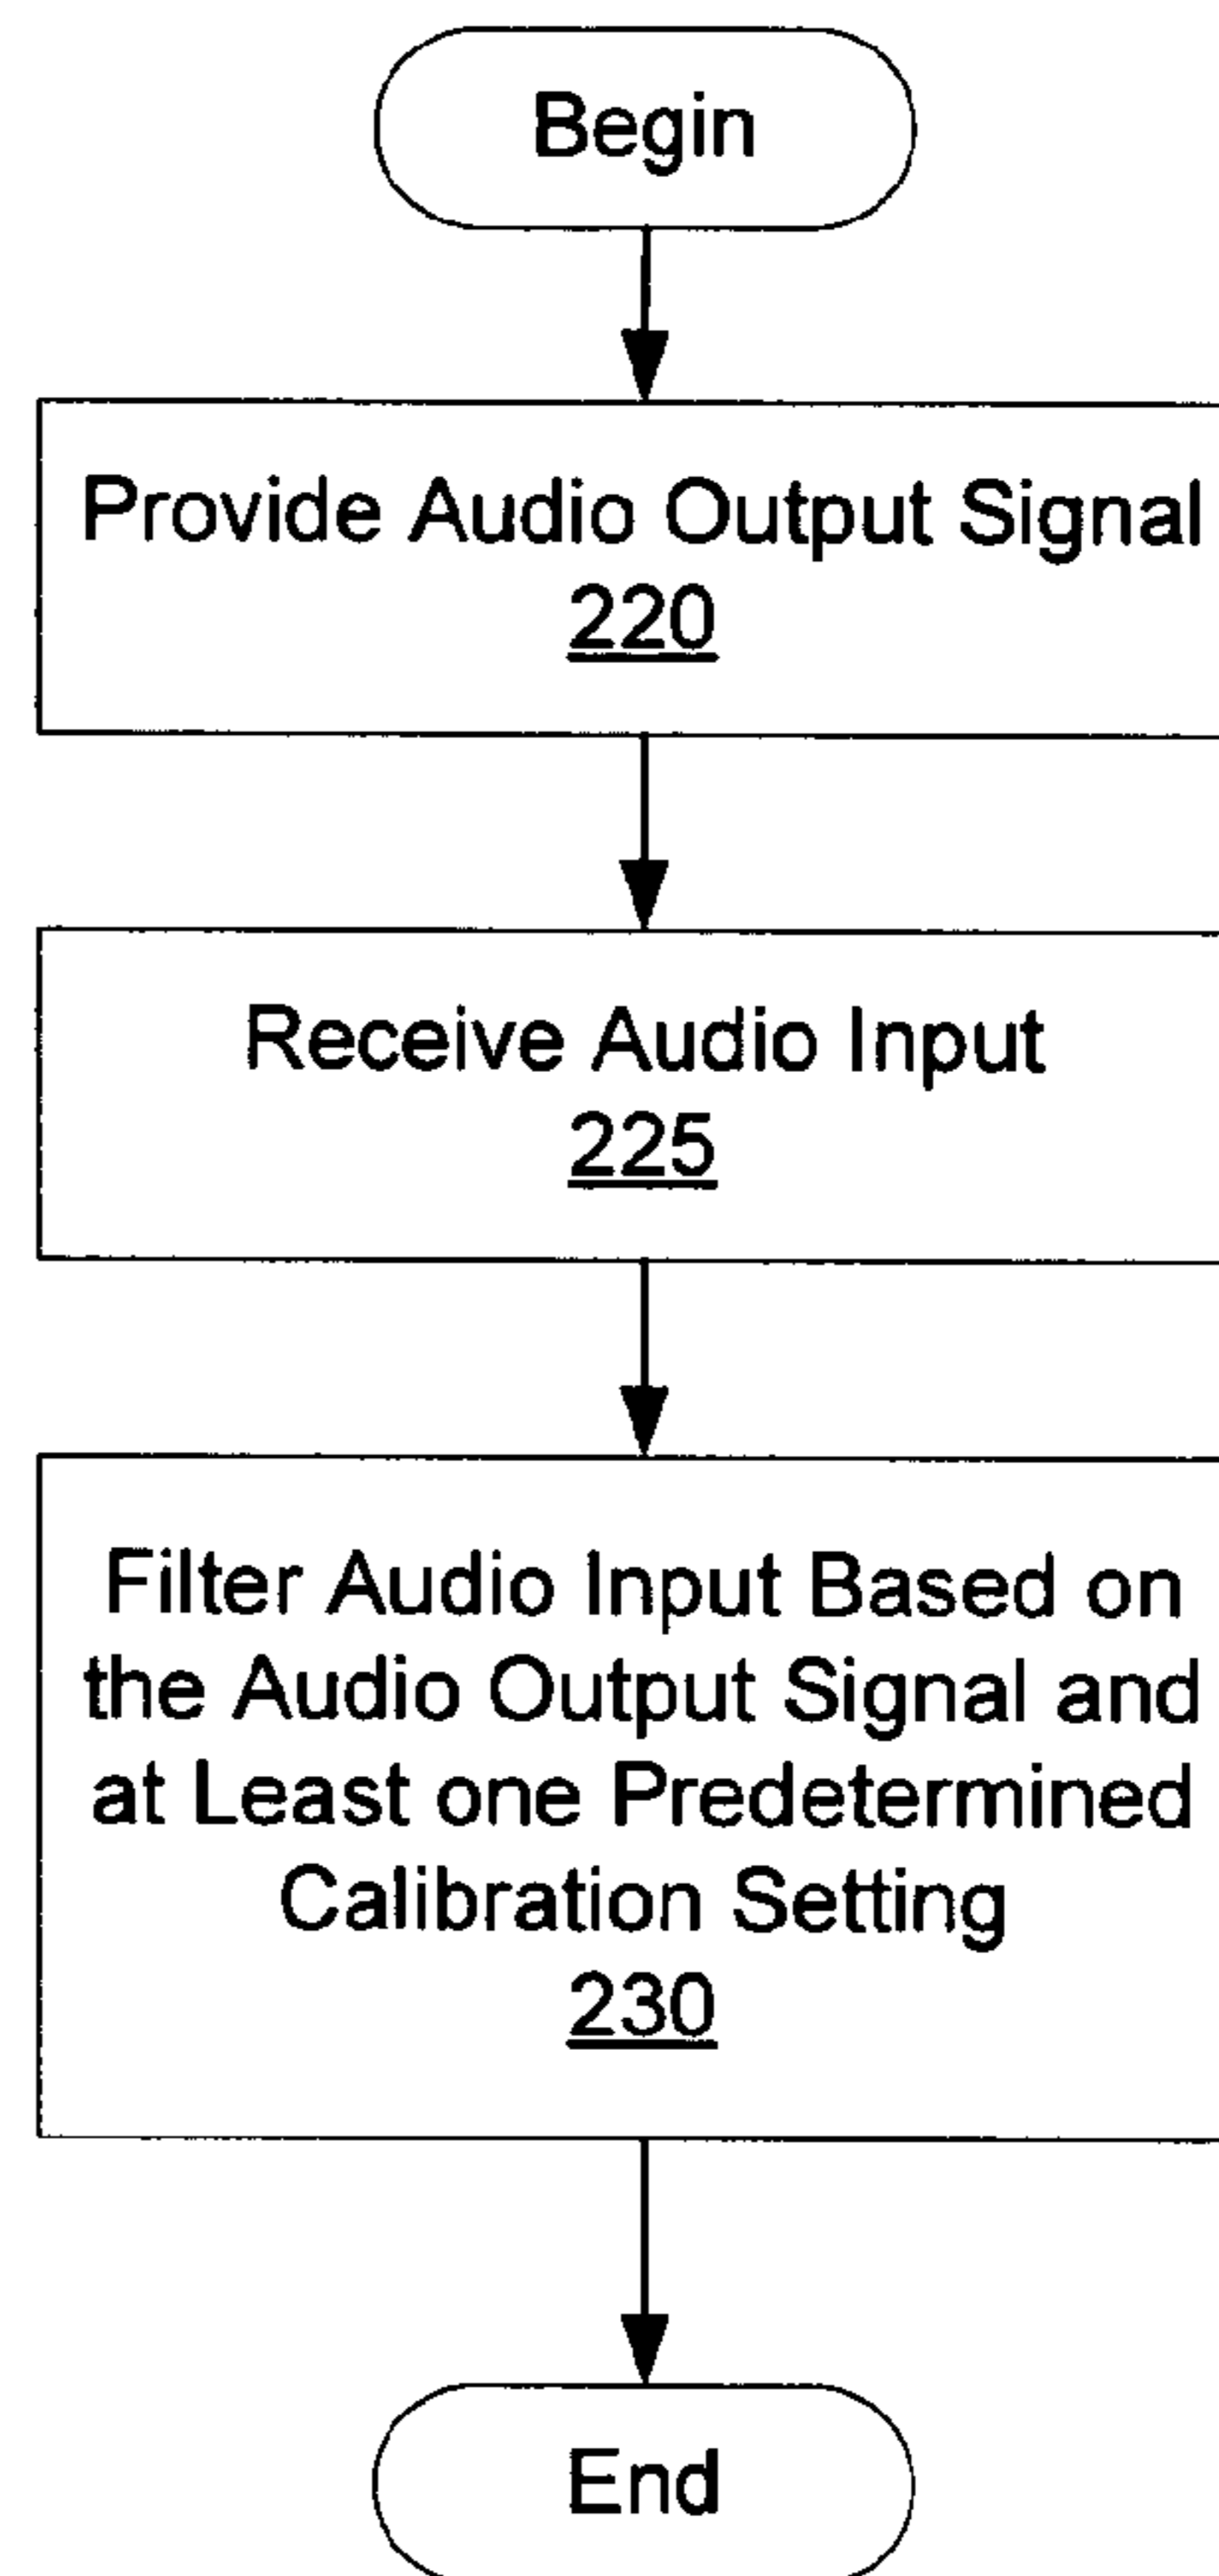 Begin
Provide Audio Output Signal
220
Receive Audio Input
225
Filter Audio Input Based on
the Audio Output Signal and
at Least one Predetermined
Calibration Setting
230
End